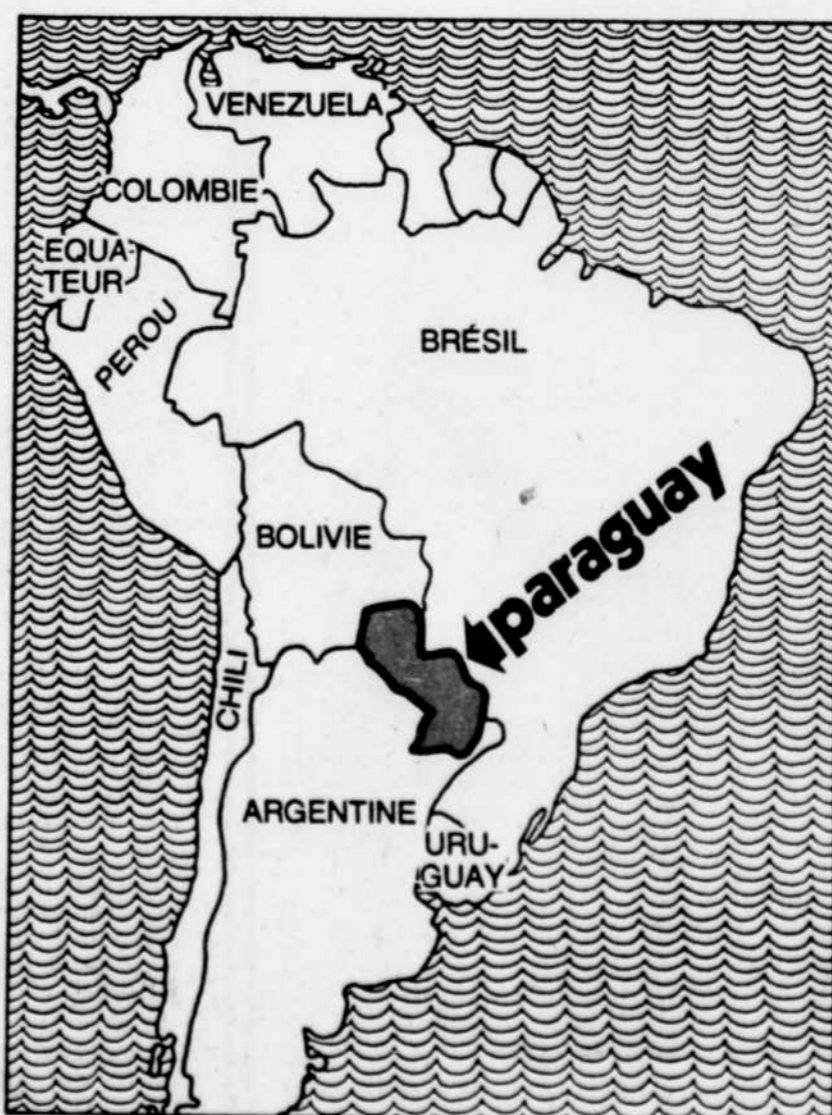 VENEZUELA
COLOMBIE
EQUA-
TEUR
PEROU
BRÉSIL
BOLIVIE
paraguay
CHILI
ARGENTINE
URU-
GUAY